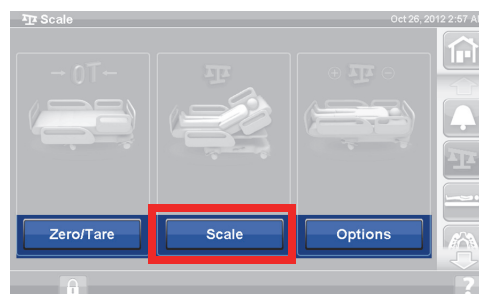 Scale
Oct 26, 2012 2:57 A
→ 0T ←
Zero/Tare
Scale
Options
?